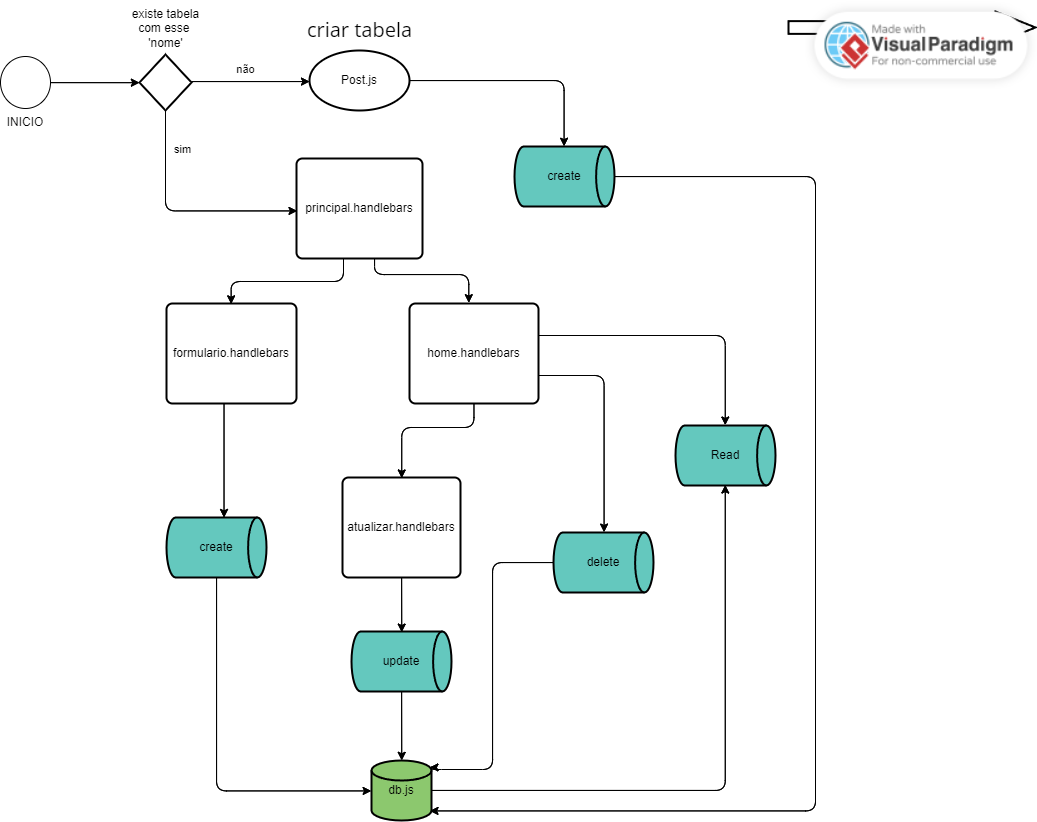 existe tabela
com esse
'nome'
criar tabela
Made with
Visual Paradigm
For non-commercial use
não
Post.js
INICIO
sim
create
principal.handlebars
formulario.handlebars
home.handlebars
Read
atualizar.handlebars
create
delete
update
db.js